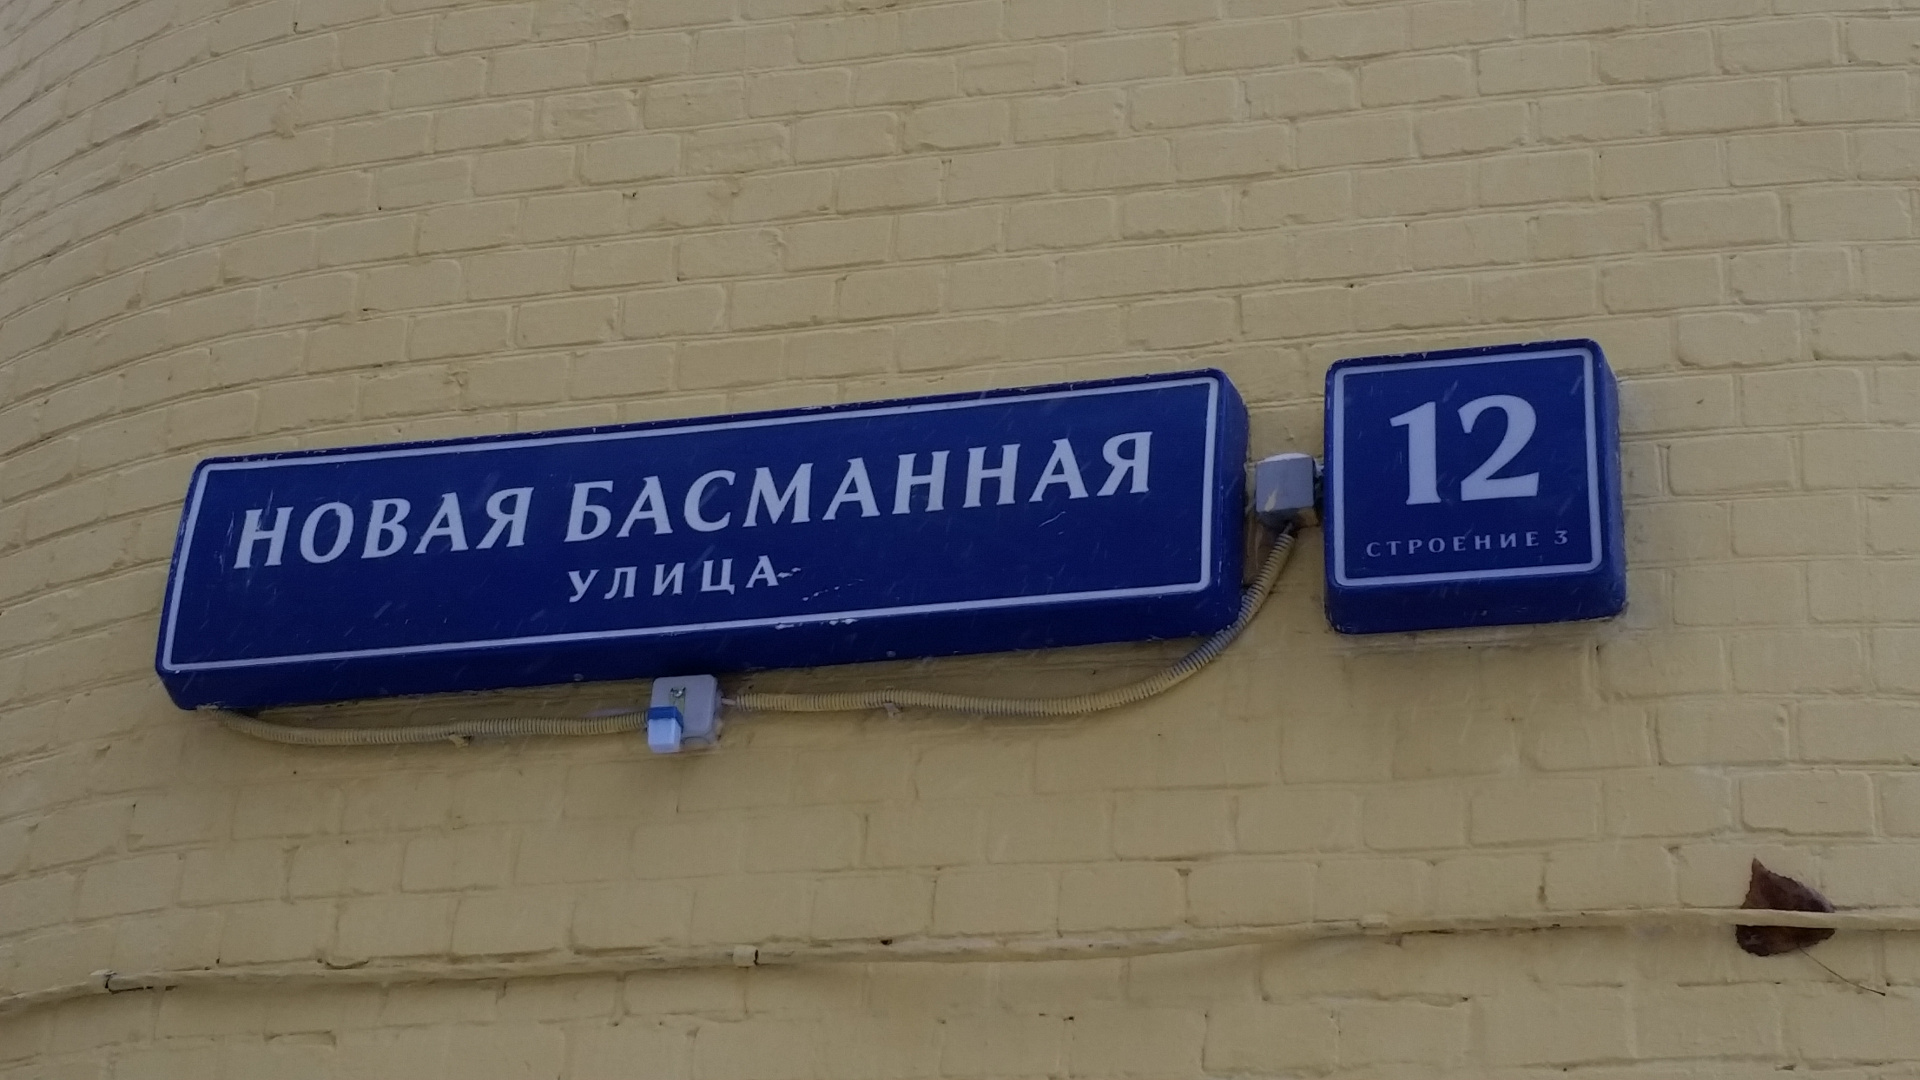 НОВАЯ БАСМАННАЯ
УЛИЦА
12
СТРОЕНИЕ 3